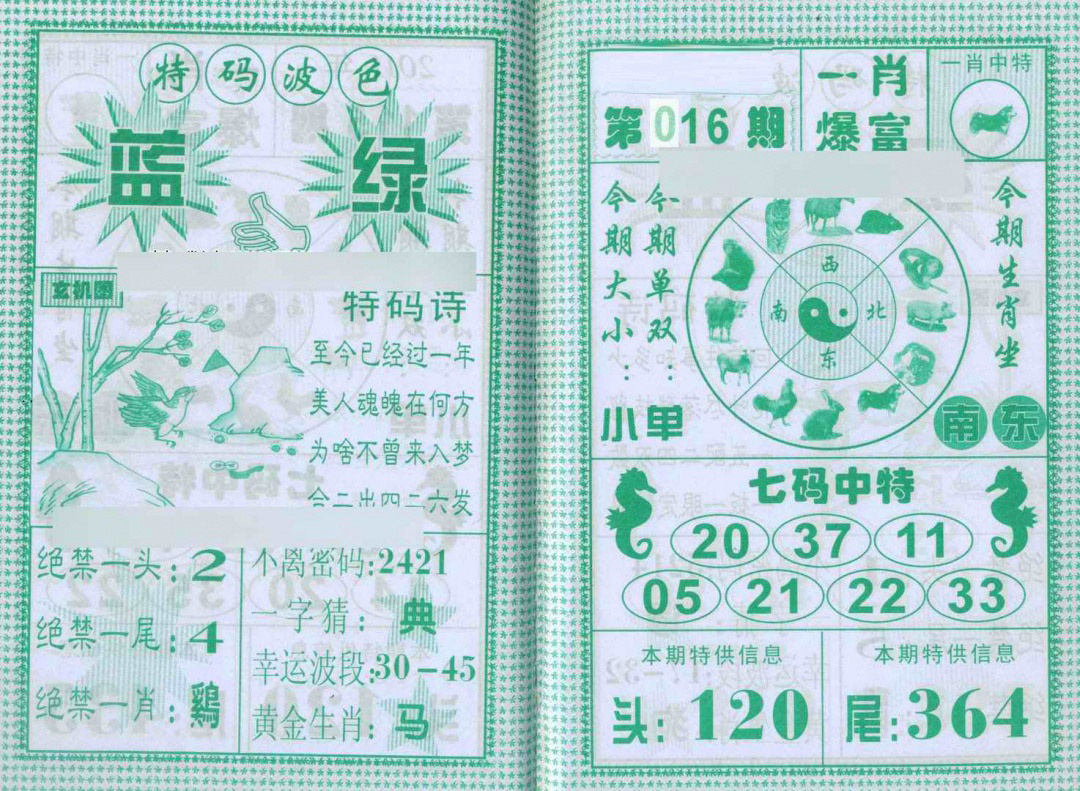 特码波色
蓝 绿
玄机图
特码诗
至今已经过一年
美人魂魄在何方
为啥不曾来入梦
合二出四二六发
绝禁一头:2
绝禁一尾:4
绝禁一肖:鷄
不离密码:2421
一字猜:典
幸运波段:30-45
黄金生肖:马
第016期
一肖
爆富
一肖中特
今期大小:小
今期单双:单
西
南 北
东
今期生肖坐
南东
七码中特
20 37 11
05 21 22 33
本期特供信息
头:120
本期特供信息
尾:364